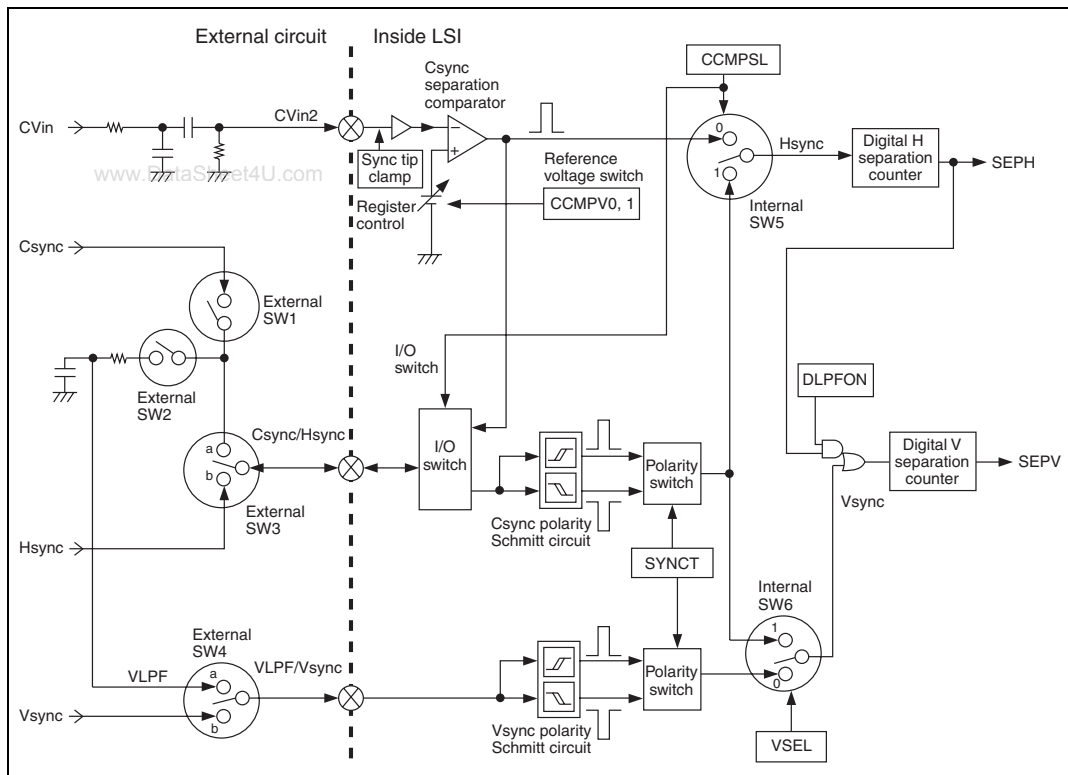 External circuit
Inside LSI
CVin
CVin2
Csync
separation
comparator
CCMPSL
Sync tip
clamp
Reference
voltage switch
CCMPV0, 1
Register
control
0
1
Internal
SW5
Hsync
Digital H
separation
counter
SEPH
www.DataSheet4U.com
Csync
External
SW1
External
SW2
I/O
switch
I/O
switch
Csync/Hsync
a
b
External
SW3
Hsync
Csync polarity
Schmitt circuit
Polarity
switch
SYNCT
DLPFON
Digital V
separation
counter
SEPV
Vsync
Internal
SW6
1
0
VSEL
External
SW4
a
b
VLPF
VLPF/Vsync
Vsync
Vsync polarity
Schmitt circuit
Polarity
switch